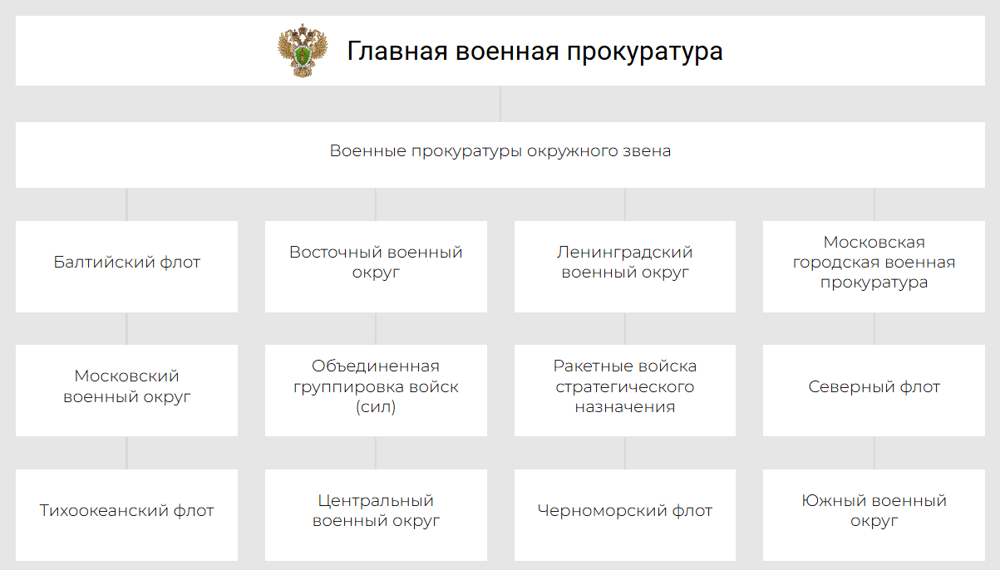 Главная военная прокуратура
Военные прокуратуры окружного звена
Балтийский флот
Восточный военный
округ
Ленинградский
военный округ
Московская
городская военная
прокуратура
Московский
военный округ
Объединенная
группировка войск
(сил)
Ракетные войска
стратегического
назначения
Северный флот
Тихоокеанский флот
Центральный
военный округ
Черноморский флот
Южный военный
округ